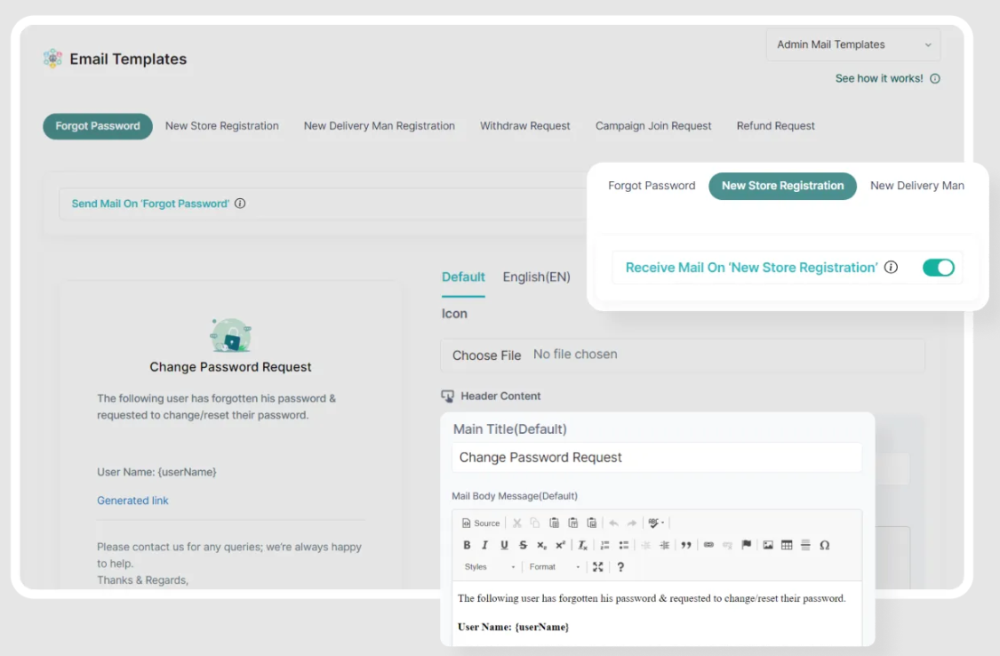 Email Templates
Admin Mail Templates
See how it works!
Forgot Password
New Store Registration
New Delivery Man Registration
Withdraw Request
Campaign Join Request
Refund Request
Send Mail On ‘Forgot Password’
Forgot Password
New Store Registration
New Delivery Man
Receive Mail On ‘New Store Registration’
Change Password Request
The following user has forgotten his password &
requested to change/reset their password.
User Name: {userName}
Generated link
Please contact us for any queries; we’re always happy
to help.
Thanks & Regards,
Default
English(EN)
Icon
Choose File No file chosen
Header Content
Main Title(Default)
Change Password Request
Mail Body Message(Default)
Source
Styles
Format
The following user has forgotten his password & requested to change/reset their password.
User Name: {userName}